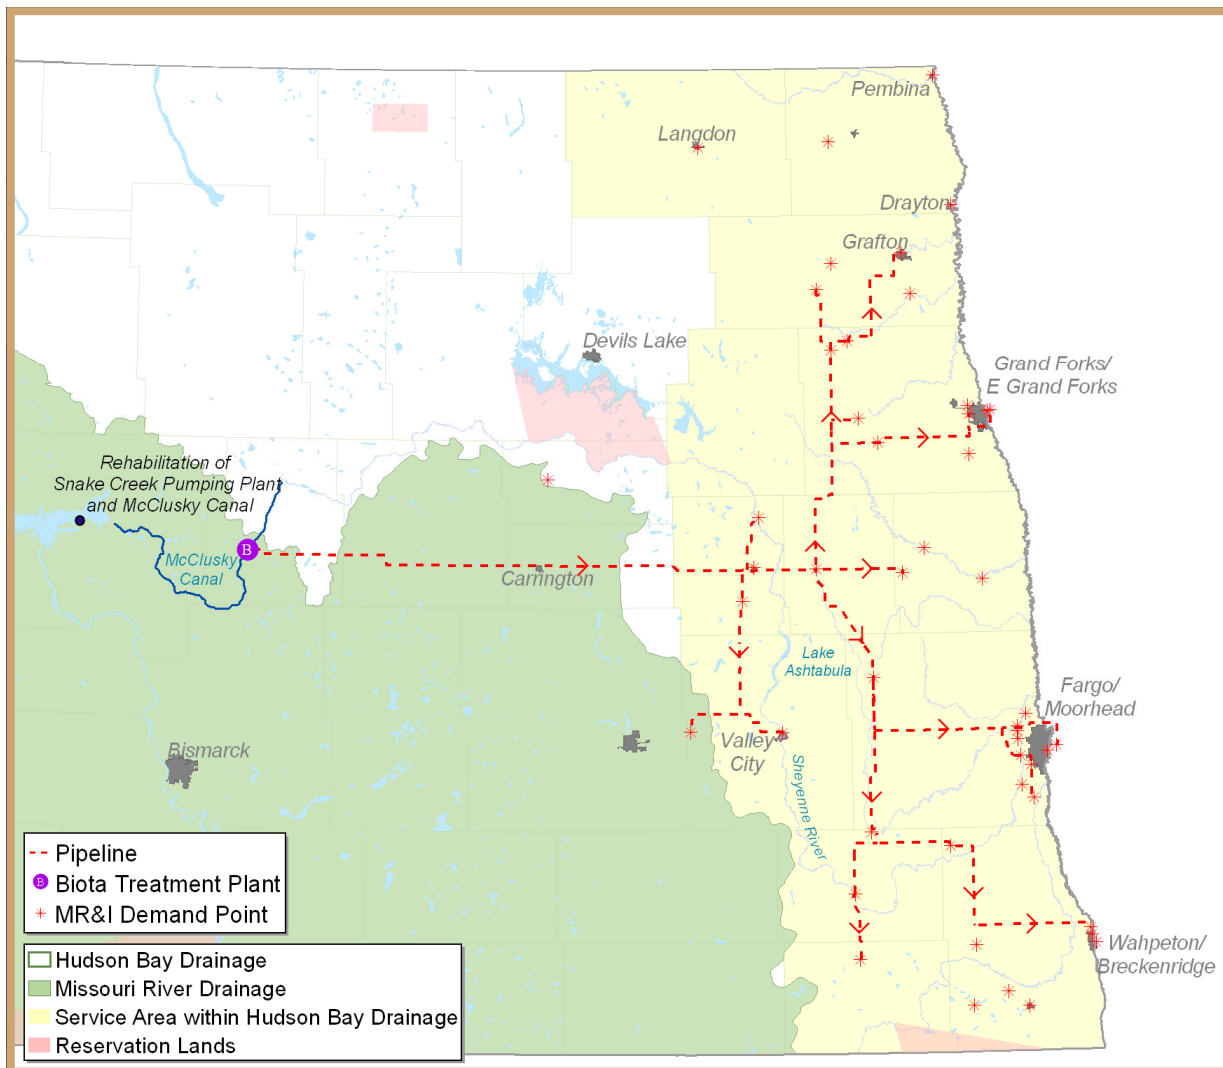 Pembina
Langdon
Drayton
Grafton
Devils Lake
Grand Forks/
E Grand Forks
Rehabilitation of
Snake Creek Pumping Plant
and McClusky Canal
B
McClusky
Canal
Carrington
Lake
Ashtabula
Fargo/
Moorhead
Valley
City
Bismarck
Sheyenne River
Wahpeton/
Breckenridge
Pipeline
B Biota Treatment Plant
MR&I Demand Point
Hudson Bay Drainage
Missouri River Drainage
Service Area within Hudson Bay Drainage
Reservation Lands